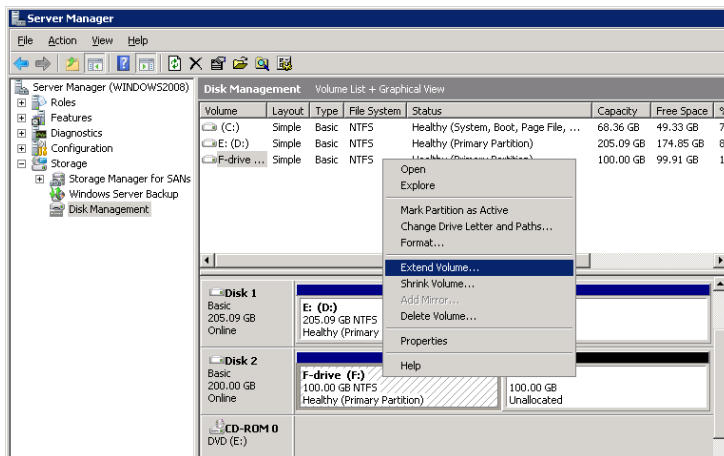 Server Manager
File Action View Help
Server Manager (WINDOWS2008)
Roles
Features
Diagnostics
Configuration
Storage
Storage Manager for SANs
Windows Server Backup
Disk Management
Disk Management Volume List + Graphical View
Volume Layout Type File System Status Capacity Free Space %
(C:) Simple Basic NTFS Healthy (System, Boot, Page File, ... 68.36 GB 49.33 GB 7
E: (D:) Simple Basic NTFS Healthy (Primary Partition) 205.09 GB 174.85 GB 8
F-drive ... Simple Basic NTFS Healthy (Primary Partition) 100.00 GB 99.91 GB 1
Open
Explore
Mark Partition as Active
Change Drive Letter and Paths...
Format...
Extend Volume...
Shrink Volume...
Add Mirror...
Delete Volume...
Properties
Help
Disk 1
Basic
205.09 GB
Online
E: (D:)
205.09 GB NTFS
Healthy (Primary
Disk 2
Basic
200.00 GB
Online
F-drive (F:)
100.00 GB NTFS
Healthy (Primary Partition)
100.00 GB
Unallocated
CD-ROM 0
DVD (E:)